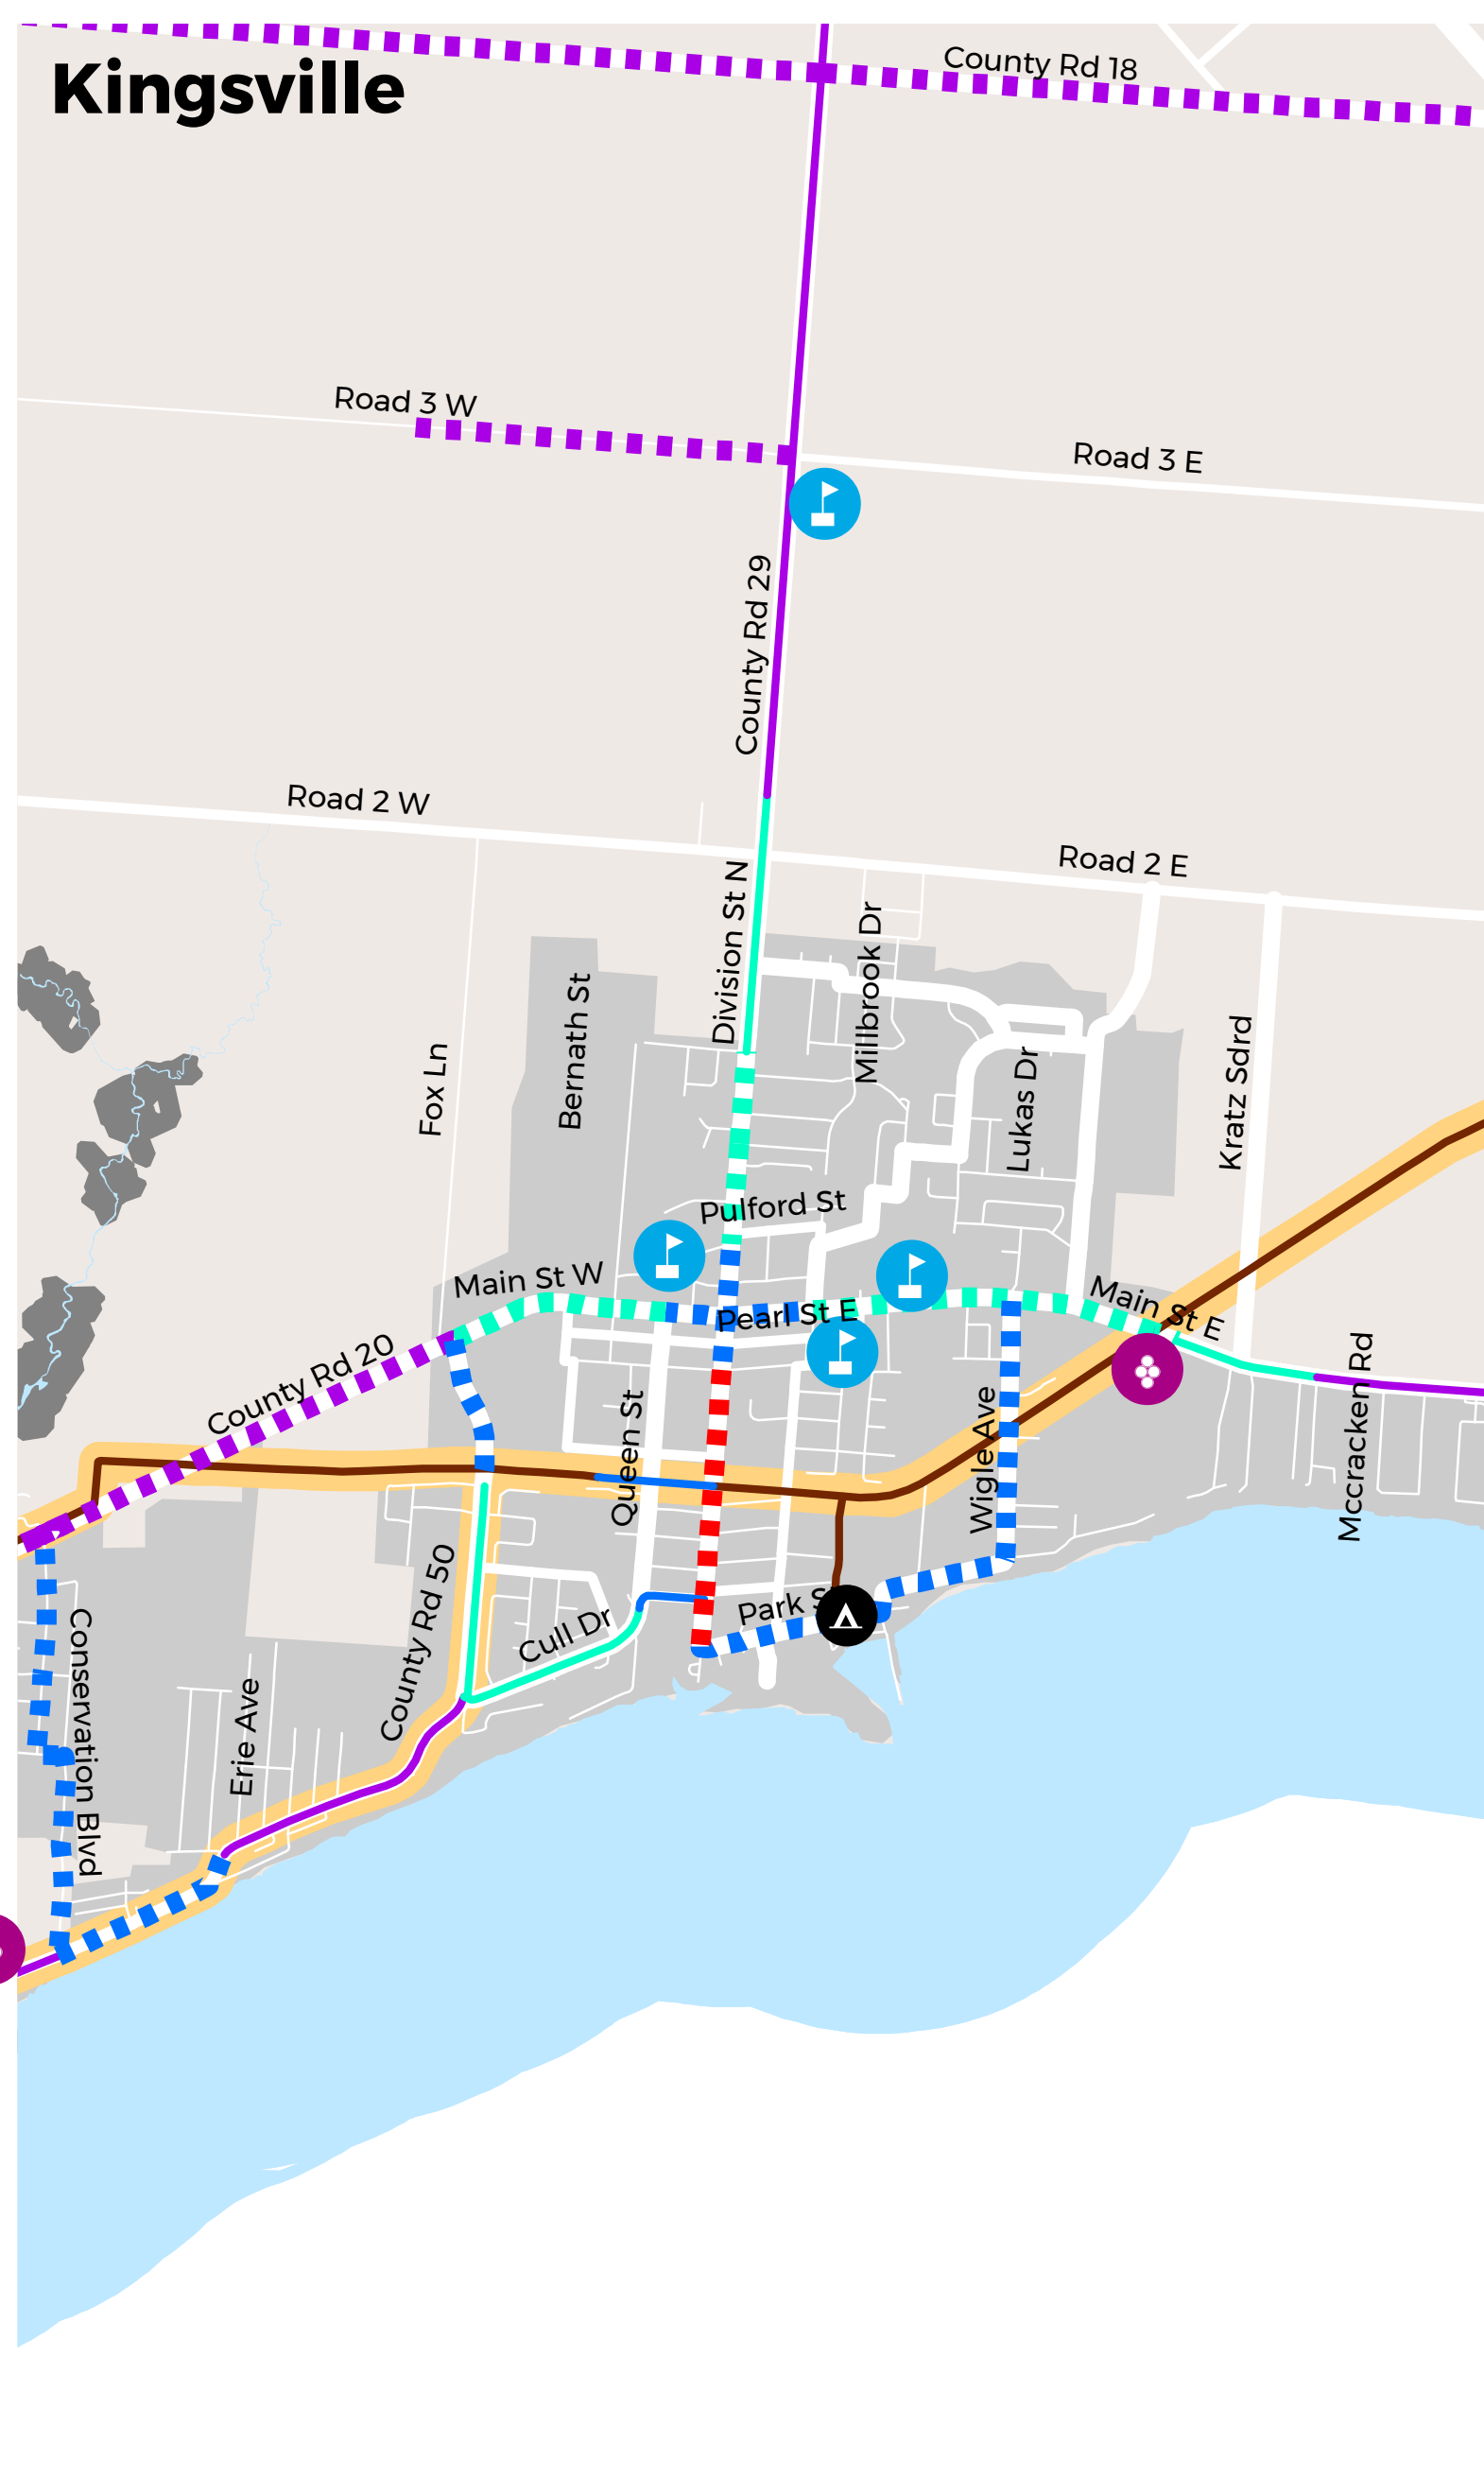 County Rd 18
Kingsville
Road 3 W
Road 3 E
County Rd 29
Road 2 W
Road 2 E
Division St N
Millbrook Dr
Bernath St
Fox Ln
Lukas Dr
Kratz Sdrd
Pulford St
Main St W
Main St E
Pearl St E
County Rd 20
Queen St
Wigle Ave
Mccracken Rd
County Rd 50
Cull Dr
Park S
Conservation Blvd
Erie Ave